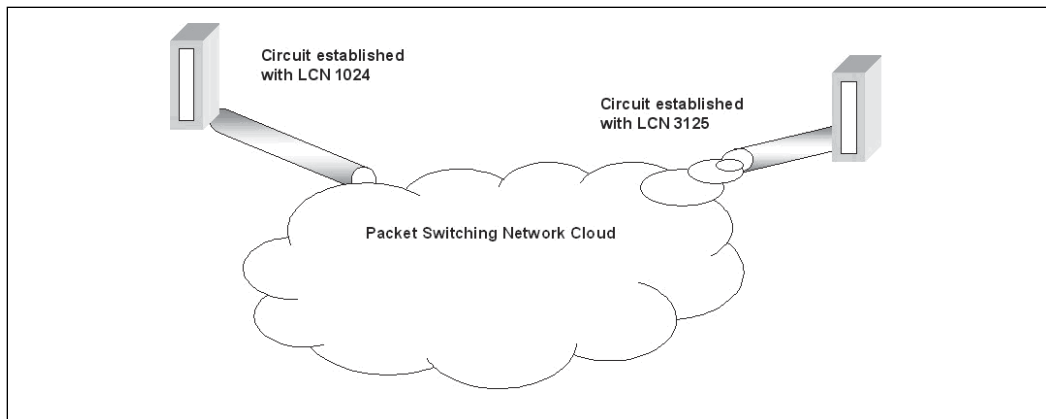 Circuit established
with LCN 1024
Circuit established
with LCN 3125
Packet Switching Network Cloud